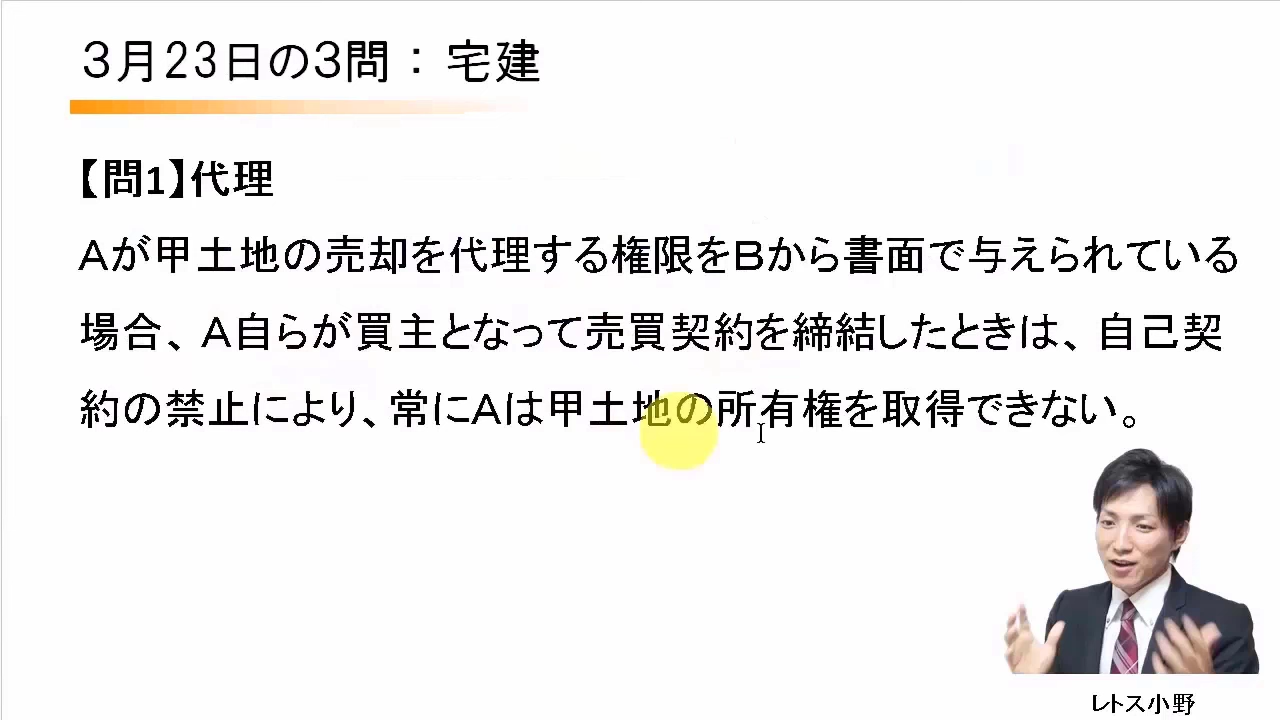 ３月23日の３問：宅建
【問1】代理
Ａが甲土地の売却を代理する権限をＢから書面で与えられている
場合、Ａ自らが買主となって売買契約を締結したときは、自己契
約の禁止により、常にＡは甲土地の所有権を取得できない。
レトス小野